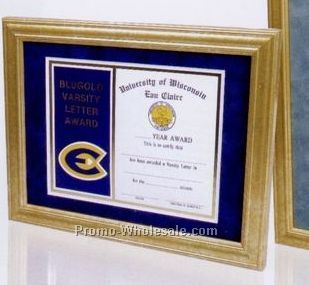 BLUGOLD
VARSITY
LETTER
AWARD
University of Wisconsin
Eau Claire
YEAR AWARD
This is to certify that
has been awarded a Varsity Letter in
for the
Promo-Wholesale.com